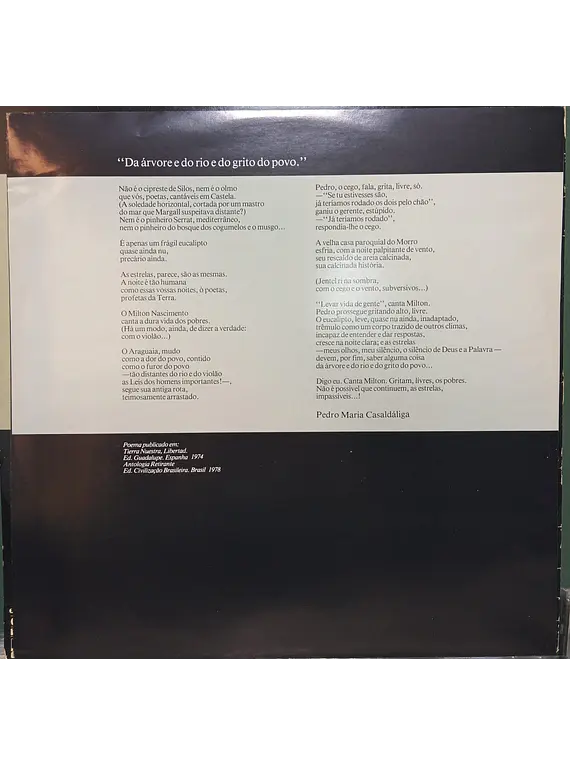 “Da árvore e do rio e do grito do povo.”
Não é o cipreste de Silos, nem é o olmo
que vós, poetas, cantáveis em Castela.
(A soledade horizontal, cortada por um mastro
do mar que Margall suspeitava distante?)
Nem é o pinheiro Serrat, mediterrâneo,
nem o pinheiro do bosque dos cogumelos e o musgo...
É apenas um frágil eucalipto
quase ainda nu,
precário ainda.
As estrelas, parece, são as mesmas.
A noite é tão humana
como essas vossas noites, ó poetas,
profetas da Terra.
O Milton Nascimento
canta a dura vida dos pobres.
(Há um modo, ainda, de dizer a verdade:
com o violão...)
O Araguaia, mudo
como a dor do povo, contido
como o furor do povo
—tão distantes do rio e do violão
as Leis dos homens importantes!—,
segue sua antiga rota,
teimosamente arrastado.
Pedro, o cego, fala, grita, livre, só.
—“Se tu estivesses são,
já teríamos rodado os dois pelo chão”,
ganiu o gerente, estúpido.
—“Já teríamos rodado”,
respondia-lhe o cego.
A velha casa paroquial do Morro
esfria, com a noite palpitante de vento,
seu rescaldo de areia calcinada,
sua calcinada história.
(Jentel ri na sombra,
com o cego e o vento, subversivos...)
“Levar vida de gente”, canta Milton.
Pedro prossegue gritando alto, livre.
O eucalipto, leve, quase nu ainda, inadaptado,
trêmulo como um corpo trazido de outros climas,
incapaz de entender e dar respostas,
cresce na noite clara; e as estrelas
—meus olhos, meu silêncio, o silêncio de Deus e a Palavra—
devem, por fim, saber alguma coisa
da árvore e do rio e do grito do povo...
Digo eu. Canta Milton. Gritam, livres, os pobres.
Não é possível que continuem, as estrelas,
impassíveis...!
Pedro Maria Casaldáliga
Poema publicado em:
Tierra Nuestra, Libertad.
Ed. Guadalupe. Espanha 1974
Antologia Retirante
Ed. Civilização Brasileira. Brasil 1978